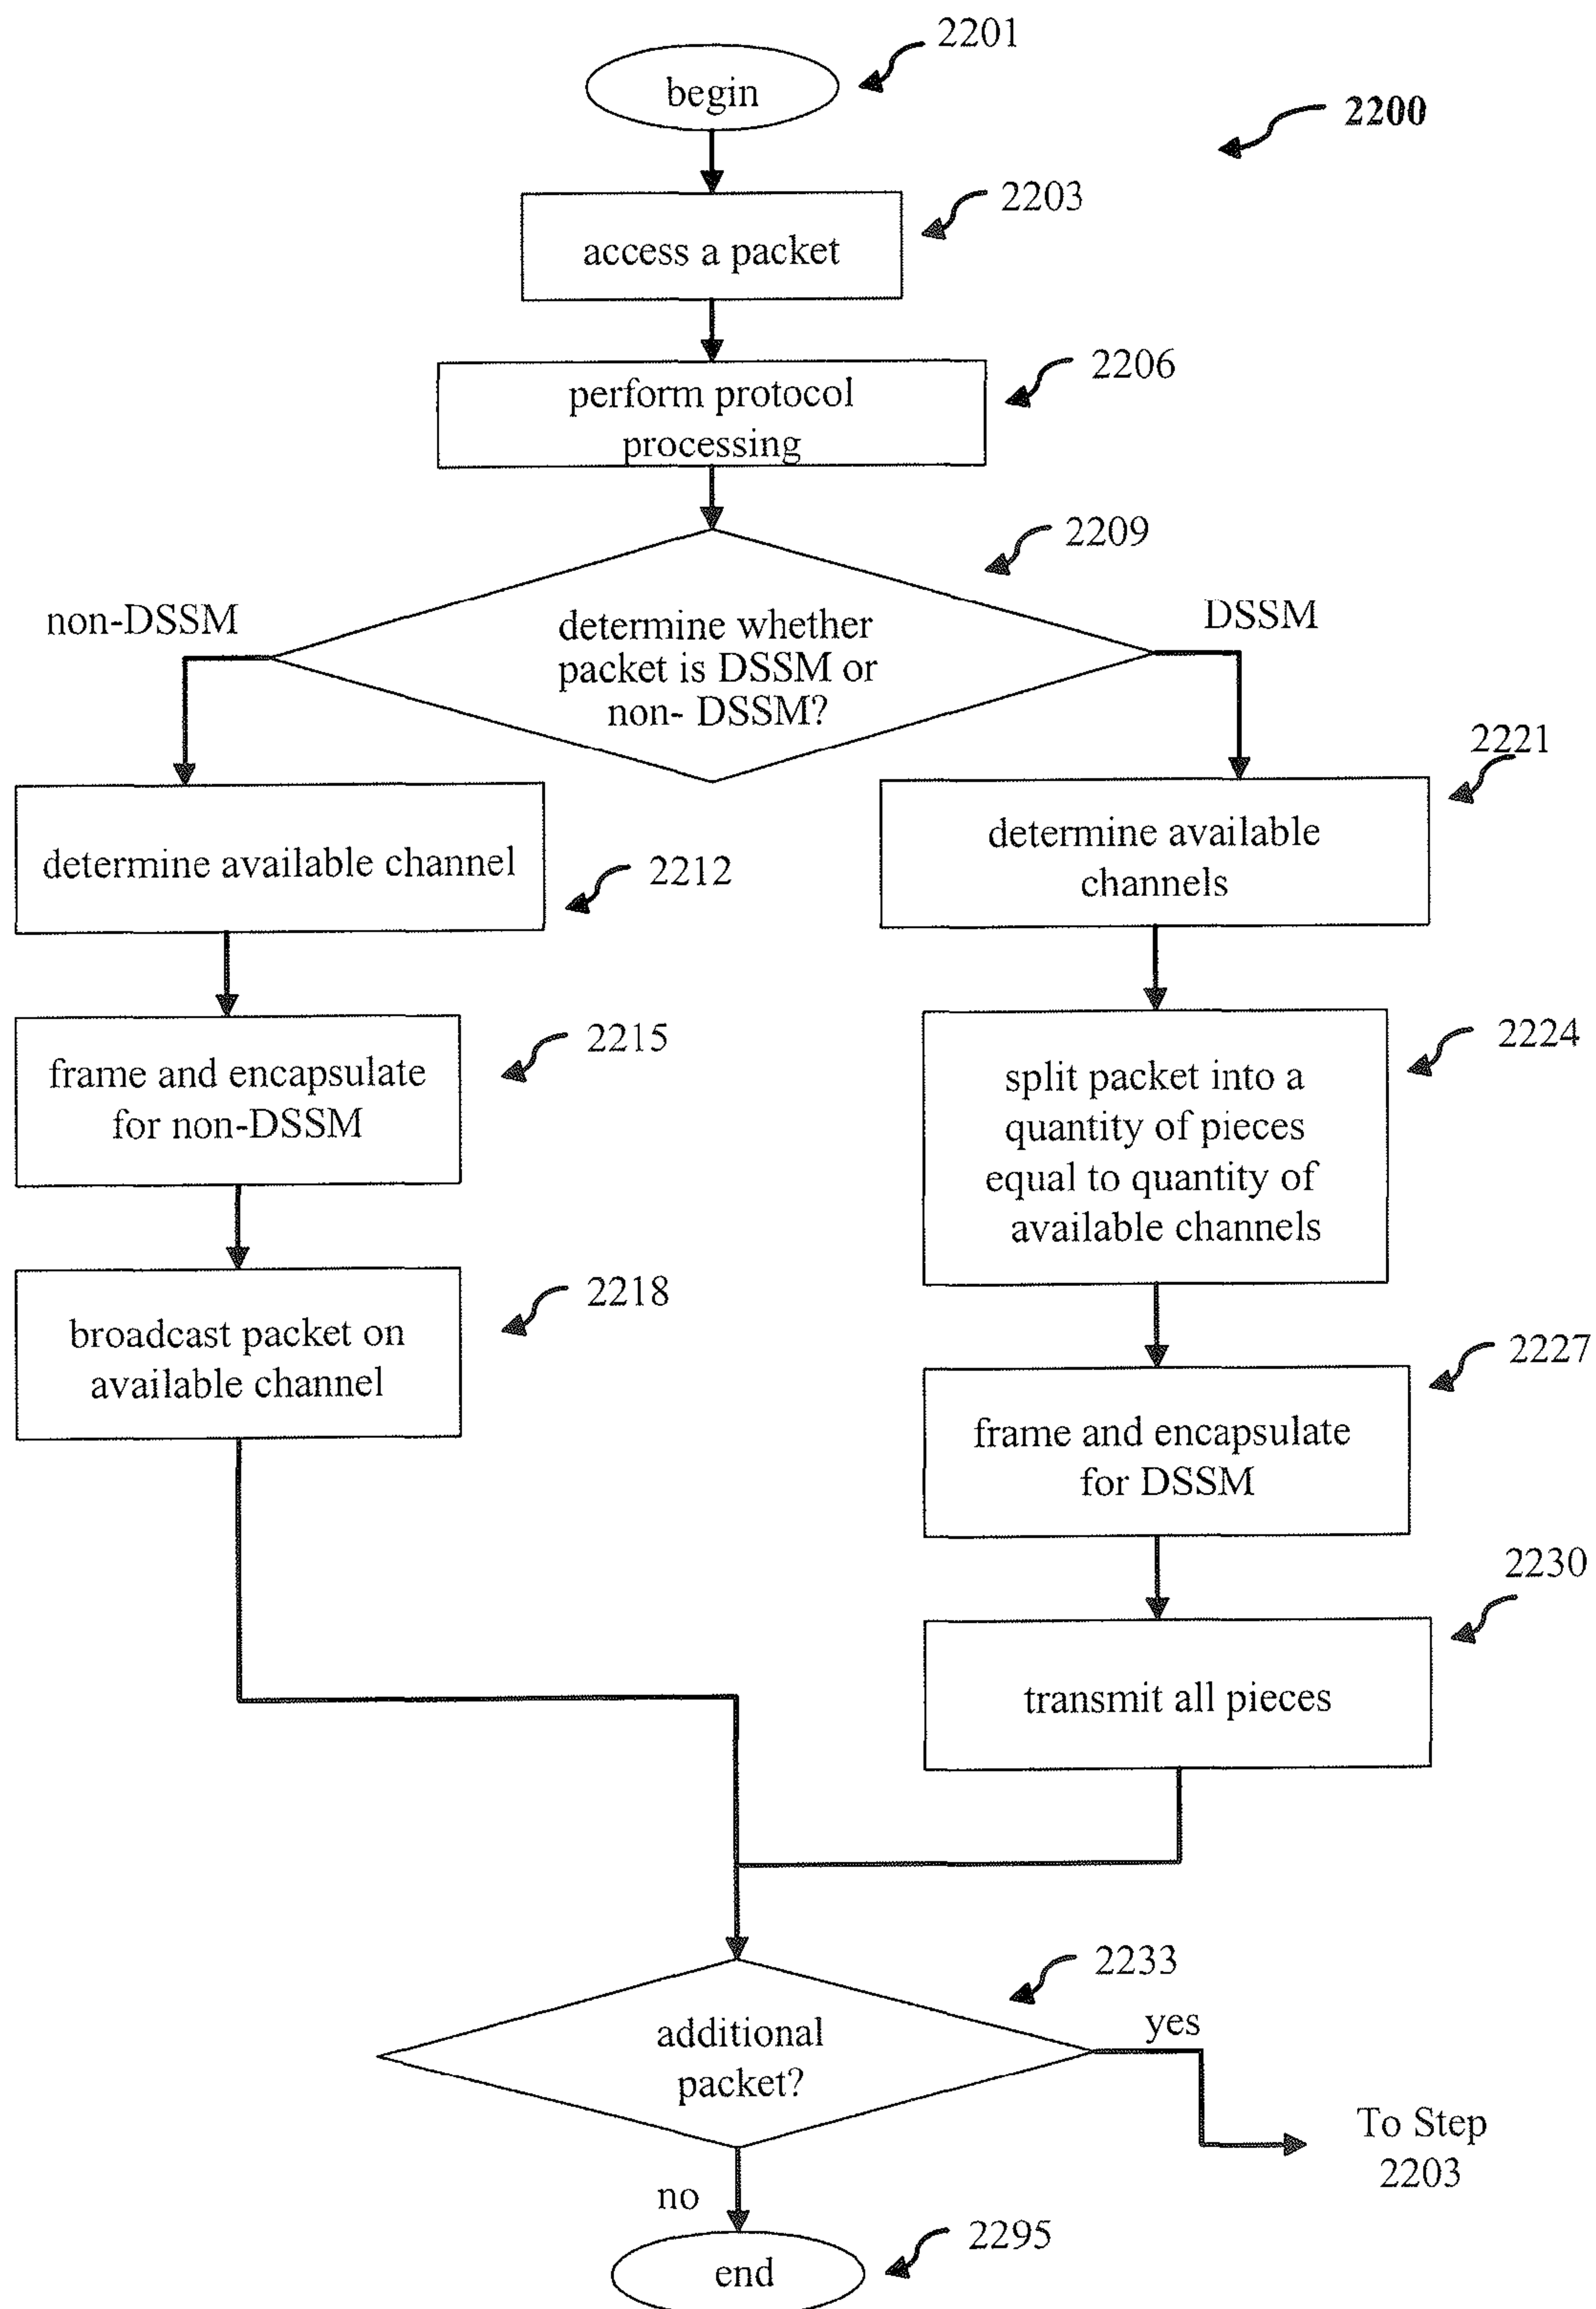 2201
begin
2200
2203
access a packet
2206
perform protocol
processing
2209
non-DSSM
DSSM
determine whether
packet is DSSM or
non- DSSM?
2221
determine available channel
2212
determine available
channels
2215
frame and encapsulate
for non-DSSM
2224
split packet into a
quantity of pieces
equal to quantity of
available channels
2218
broadcast packet on
available channel
2227
frame and encapsulate
for DSSM
2230
transmit all pieces
2233
additional
packet?
yes
To Step
2203
no
2295
end